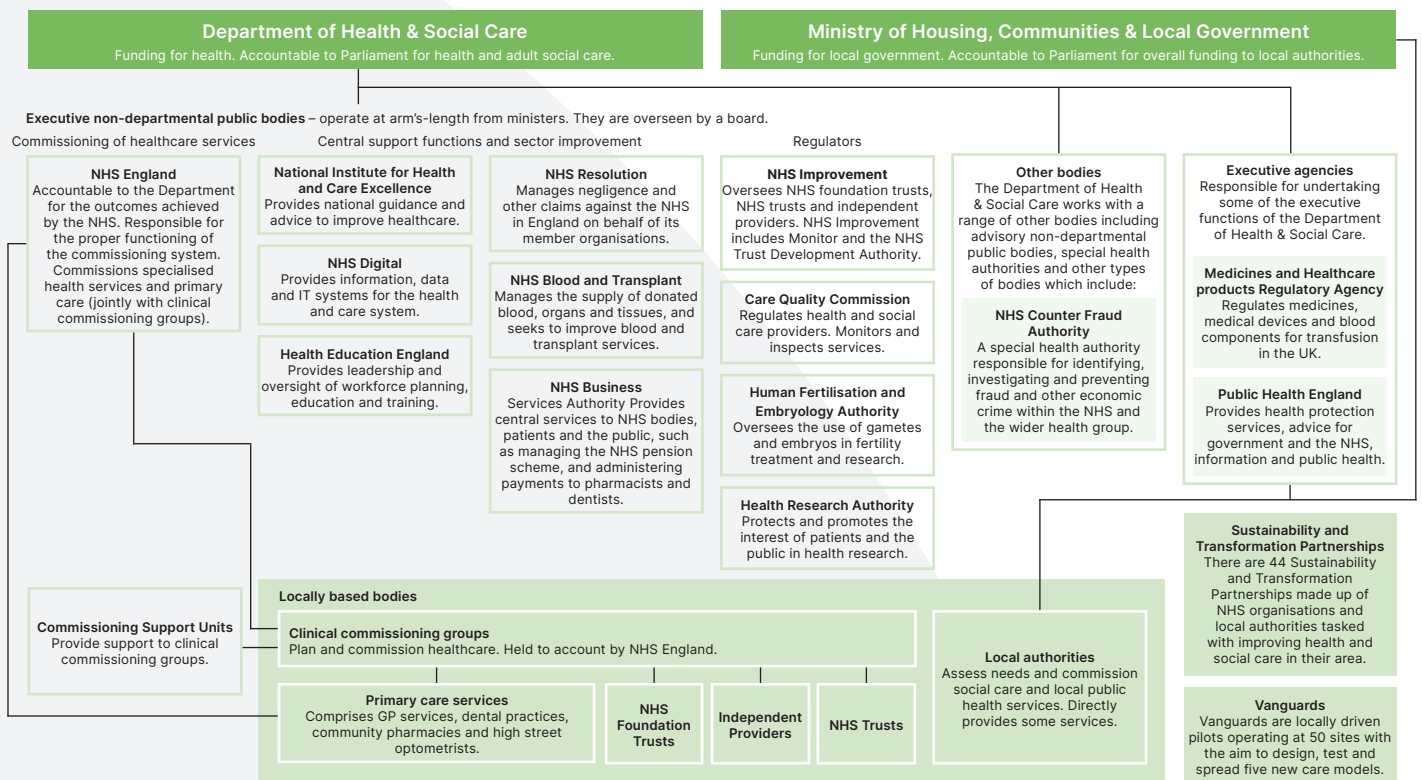 Department of Health & Social Care
Funding for health. Accountable to Parliament for health and adult social care.
Ministry of Housing, Communities & Local Government
Funding for local government. Accountable to Parliament for overall funding to local authorities.
Executive non-departmental public bodies – operate at arm's-length from ministers. They are overseen by a board.
Commissioning of healthcare services
Central support functions and sector improvement
Regulators
NHS England
Accountable to the Department
for the outcomes achieved
by the NHS. Responsible for
the proper functioning of
the commissioning system.
Commissions specialised
health services and primary
care (jointly with clinical
commissioning groups).
National Institute for Health
and Care Excellence
Provides national guidance and
advice to improve healthcare.
NHS Digital
Provides information, data
and IT systems for the health
and care system.
Health Education England
Provides leadership and
oversight of workforce planning,
education and training.
NHS Resolution
Manages negligence and
other claims against the NHS
in England on behalf of its
member organisations.
NHS Blood and Transplant
Manages the supply of donated
blood, organs and tissues, and
seeks to improve blood and
transplant services.
NHS Business
Services Authority Provides
central services to NHS bodies,
patients and the public, such
as managing the NHS pension
scheme, and administering
payments to pharmacists and
dentists.
NHS Improvement
Oversees NHS foundation trusts,
NHS trusts and independent
providers. NHS Improvement
includes Monitor and the NHS
Trust Development Authority.
Care Quality Commission
Regulates health and social
care providers. Monitors and
inspects services.
Human Fertilisation and
Embryology Authority
Oversees the use of gametes
and embryos in fertility
treatment and research.
Health Research Authority
Protects and promotes the
interest of patients and the
public in health research.
Other bodies
The Department of Health
& Social Care works with a
range of other bodies including
advisory non-departmental
public bodies, special health
authorities and other types
of bodies which include:
NHS Counter Fraud
Authority
A special health authority
responsible for identifying,
investigating and preventing
fraud and other economic
crime within the NHS and
the wider health group.
Executive agencies
Responsible for undertaking
some of the executive
functions of the Department
of Health & Social Care.
Medicines and Healthcare
products Regulatory Agency
Regulates medicines,
medical devices and blood
components for transfusion
in the UK.
Public Health England
Provides health protection
services, advice for
government and the NHS,
information and public health.
Sustainability and
Transformation Partnerships
There are 44 Sustainability
and Transformation
Partnerships made up of
NHS organisations and
local authorities tasked
with improving health and
social care in their area.
Vanguards
Vanguards are locally driven
pilots operating at 50 sites with
the aim to design, test and
spread five new care models.
Commissioning Support Units
Provide support to clinical
commissioning groups.
Locally based bodies
Clinical commissioning groups
Plan and commission healthcare. Held to account by NHS England.
Primary care services
Comprises GP services, dental practices,
community pharmacies and high street
optometrists.
NHS
Foundation
Trusts
Independent
Providers
NHS Trusts
Local authorities
Assess needs and commission
social care and local public
health services. Directly
provides some services.